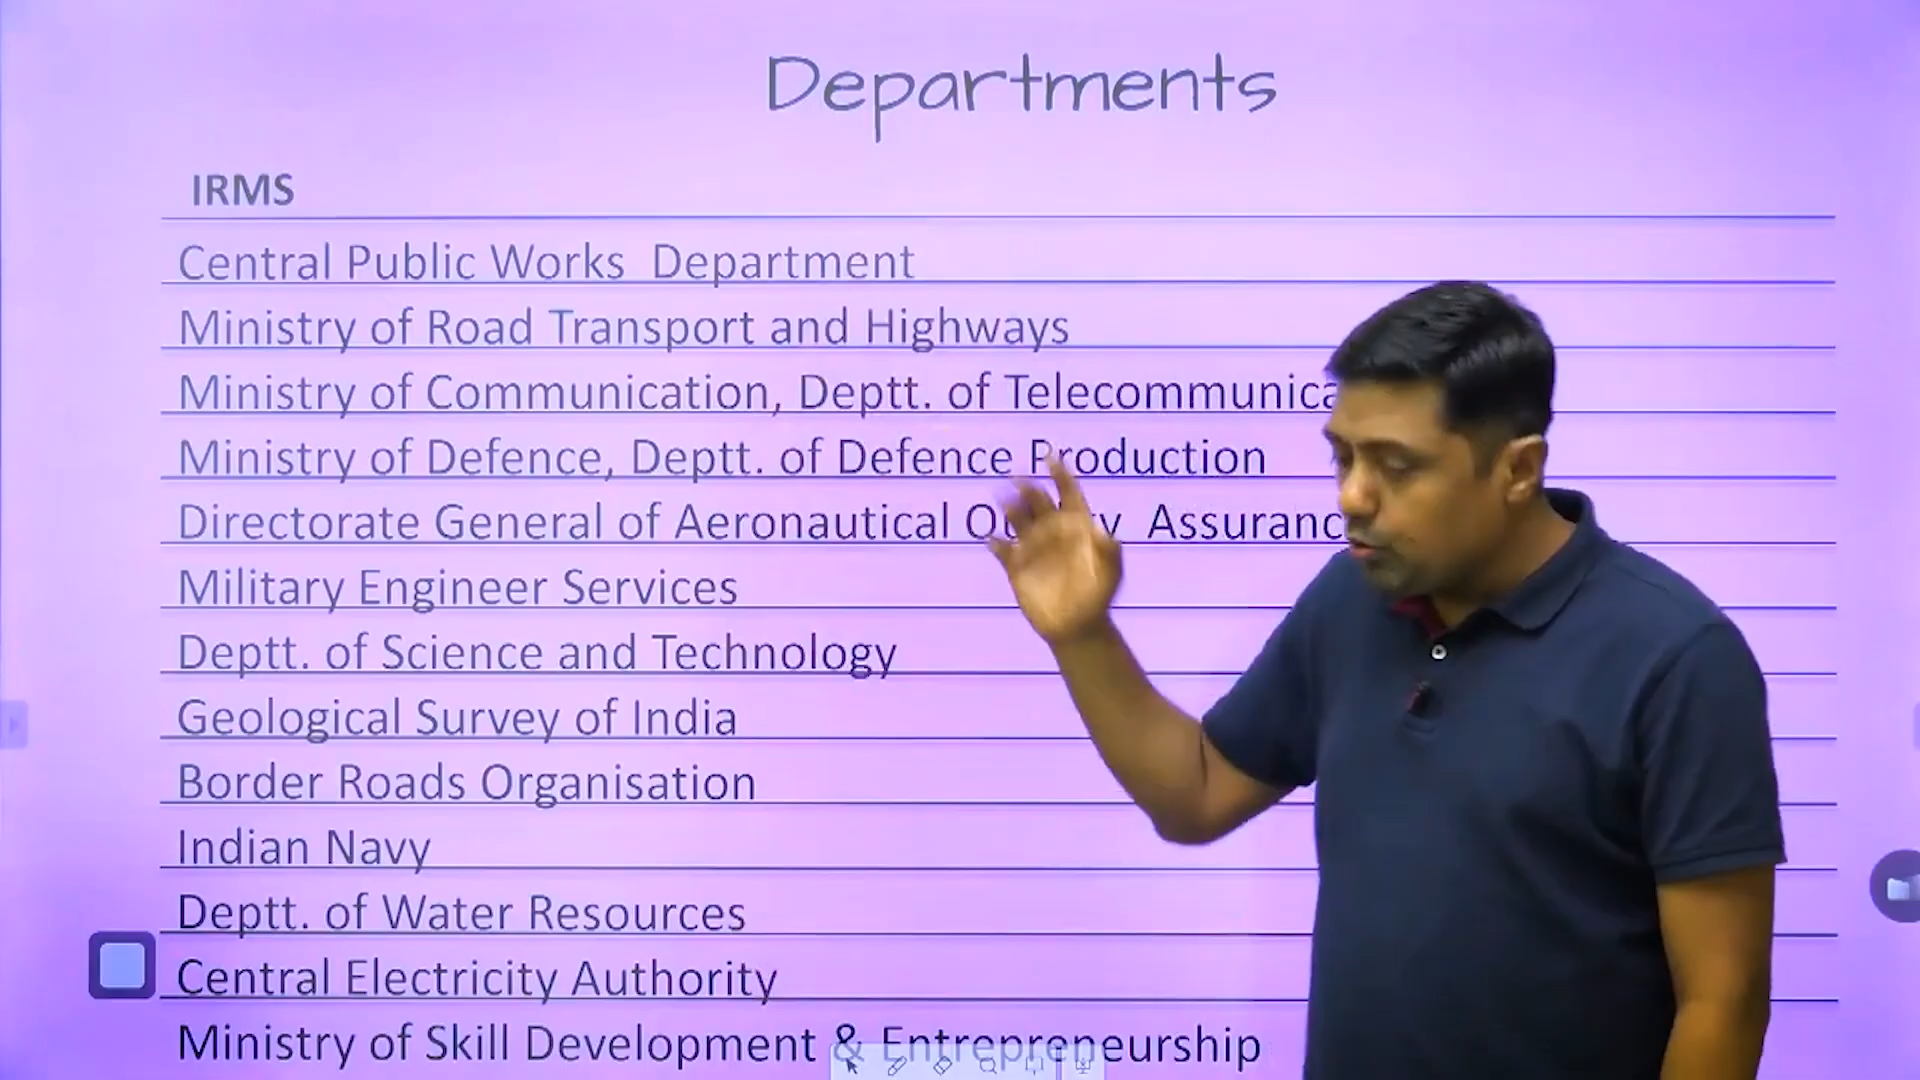 Departments
IRMS
Central Public Works Department
Ministry of Road Transport and Highways
Ministry of Communication, Deptt. of
Ministry of Defence, Deptt. of Defence Production
Directorate General of Aeronautical
Military Engineer Services
Deptt. of Science and Technology
Geological Survey of India
Border Roads Organisation
Indian Navy
Deptt. of Water Resources
Central Electricity Authority
Ministry of Skill Development & Entrepreneurship